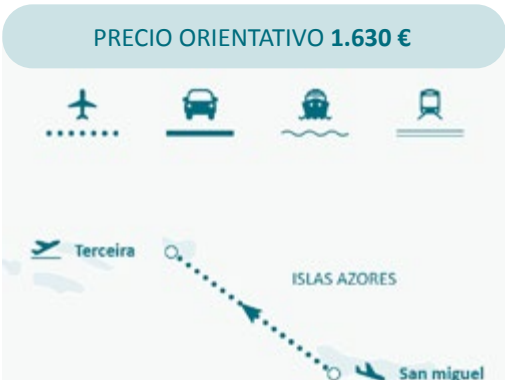 PRECIO ORIENTATIVO 1.630 €
Terceira
ISLAS AZORES
San miguel